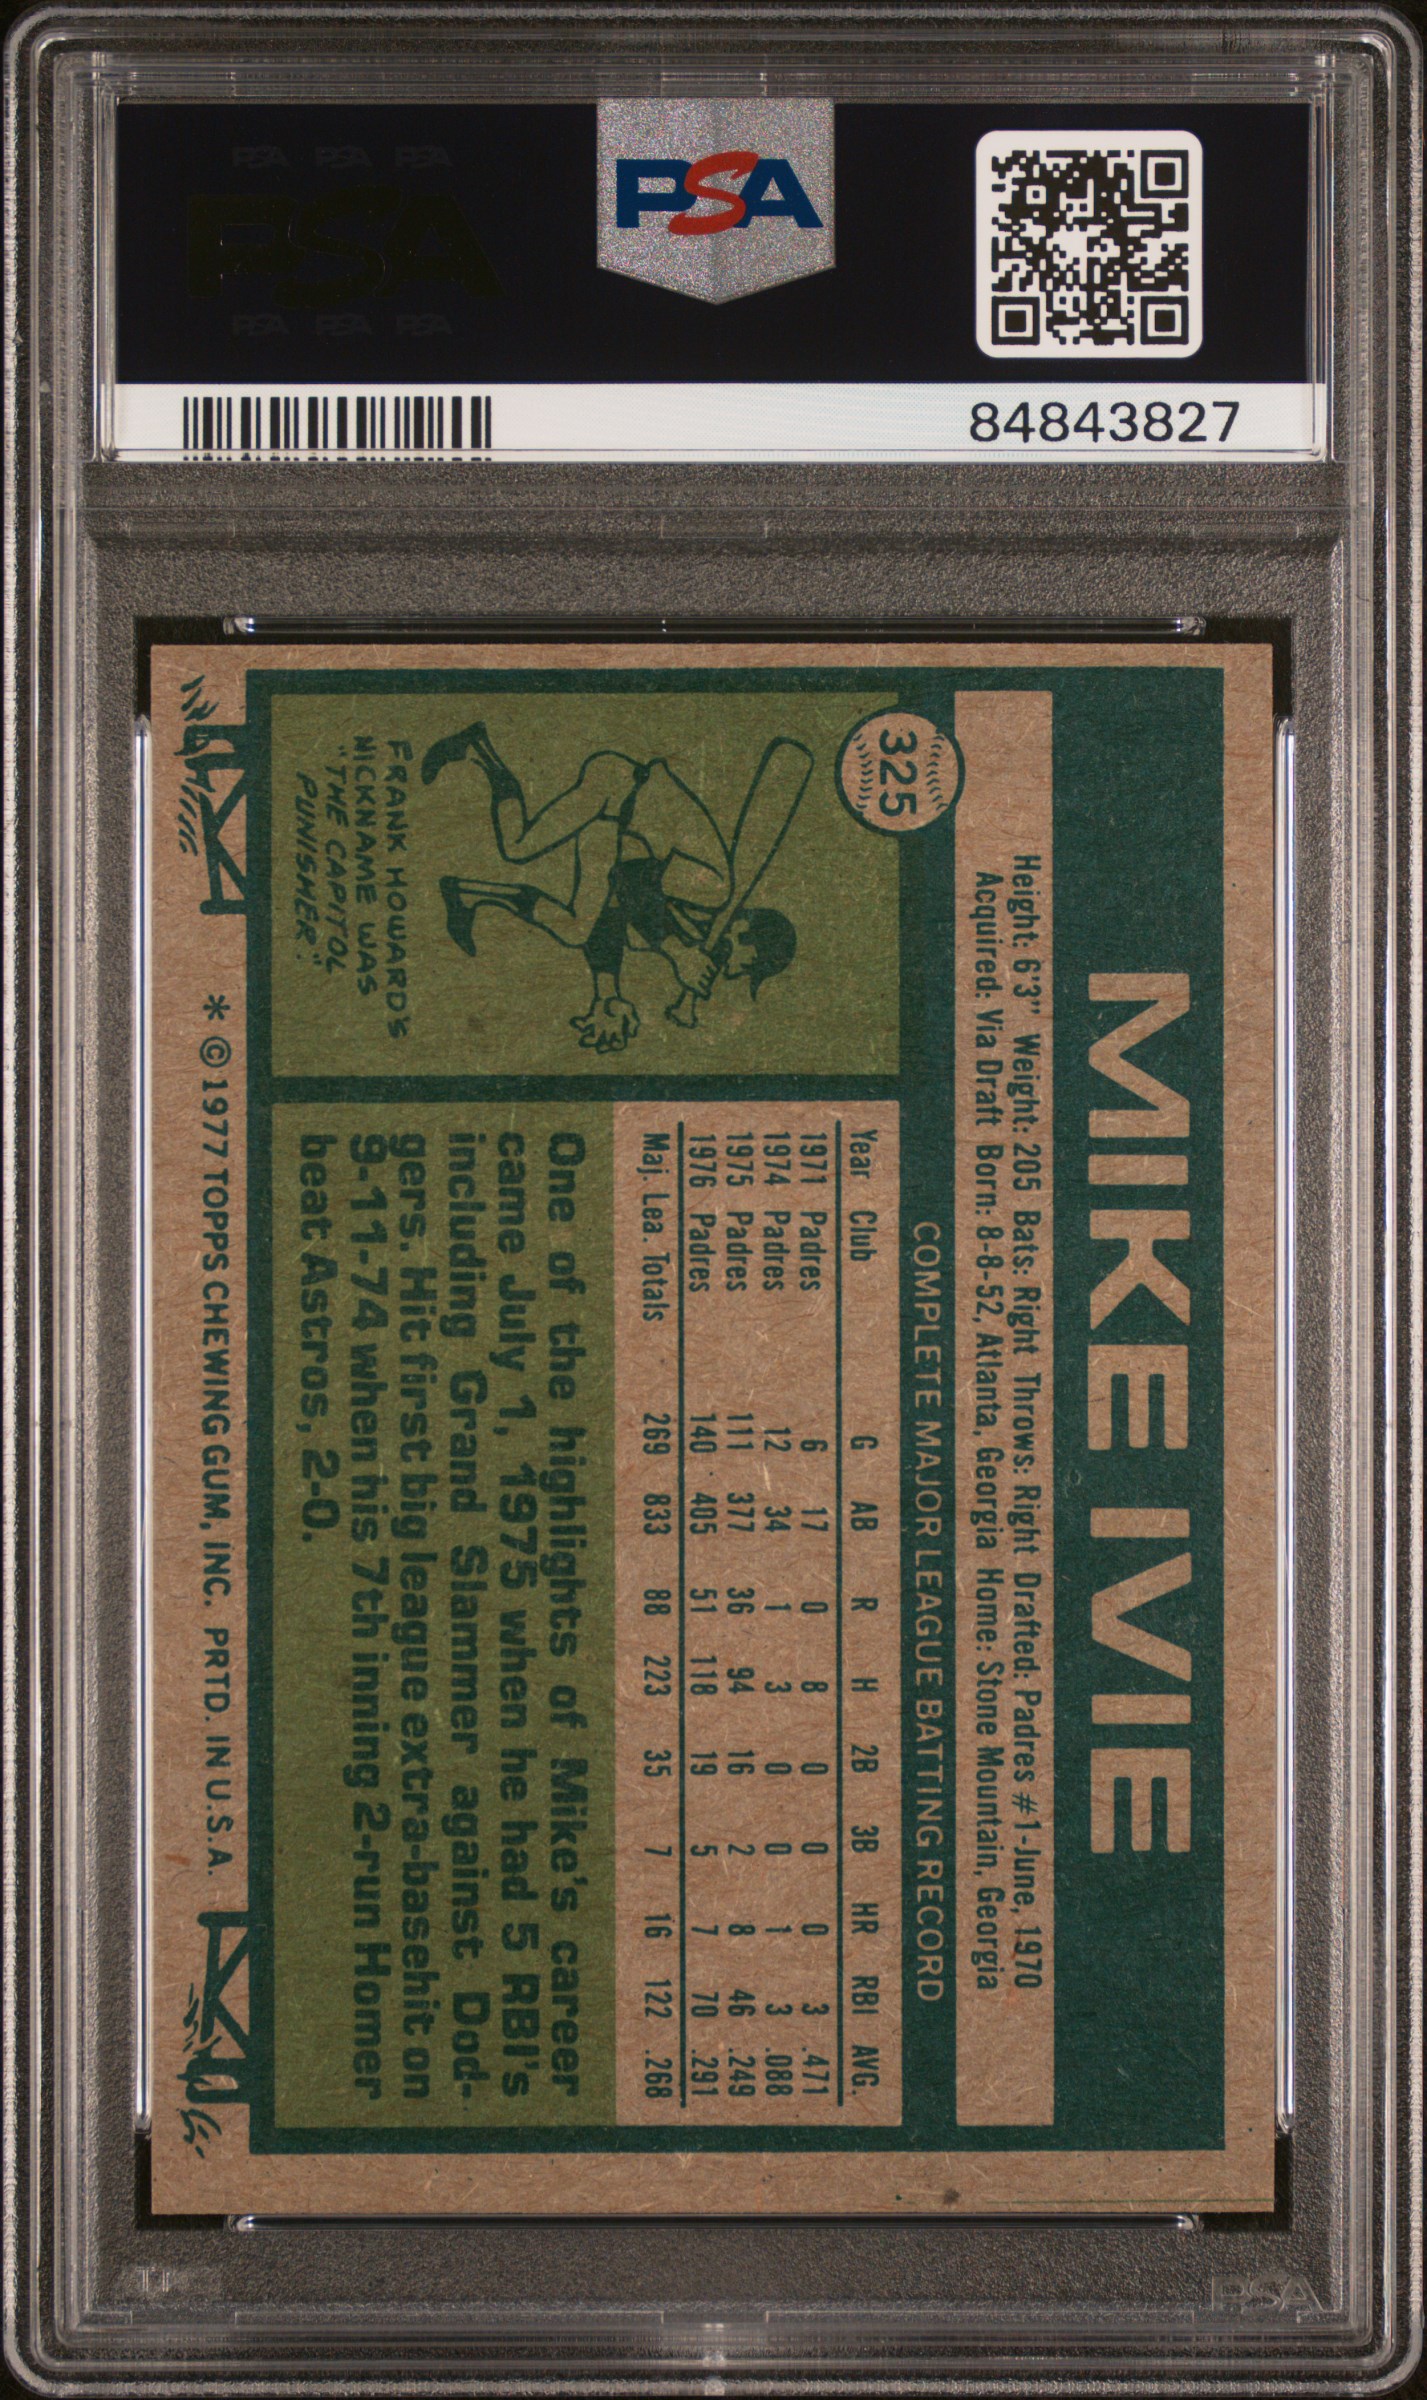 PSA PSA PSA
PSA
PSA PSA PSA
PSA
84843827
MIKE IVIE
Height: 6'3" Weight: 205 Bats: Right Throws: Right Drafted: Padres #1-June, 1970
Acquired: Via Draft Born: 8-8-52, Atlanta, Georgia Home: Stone Mountain, Georgia
325
COMPLETE MAJOR LEAGUE BATTING RECORD
Year Club G AB R H 2B 3B HR RBI AVG.
1971 Padres 6 17 0 8 0 0 0 3 .471
1974 Padres 12 34 1 3 0 0 1 3 .088
1975 Padres 111 377 36 94 16 2 8 46 .249
1976 Padres 140 405 51 118 19 5 7 70 .291
Maj. Lea. Totals 269 833 88 223 35 7 16 122 .268
FRANK HOWARD'S
NICKNAME WAS
"THE CAPITOL
PUNISHER."
One of the highlights of Mike's career
came July 1, 1975 when he had 5 RBI's
including Grand Slammer against Dod-
gers. Hit first big league extra-basehit on
9-11-74 when his 7th inning 2-run Homer
beat Astros, 2-0.
* © 1977 TOPPS CHEWING GUM, INC. PRTD. IN U.S.A.
PSA